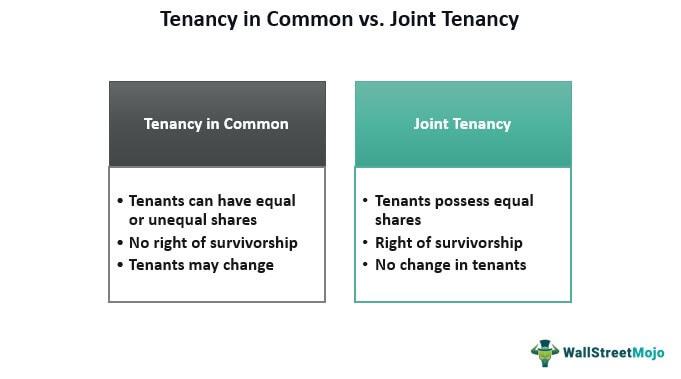 Tenancy in Common vs. Joint Tenancy
Tenancy in Common
• Tenants can have equal
or unequal shares
• No right of survivorship
• Tenants may change
Joint Tenancy
• Tenants possess equal
shares
• Right of survivorship
• No change in tenants
WallStreetMojo